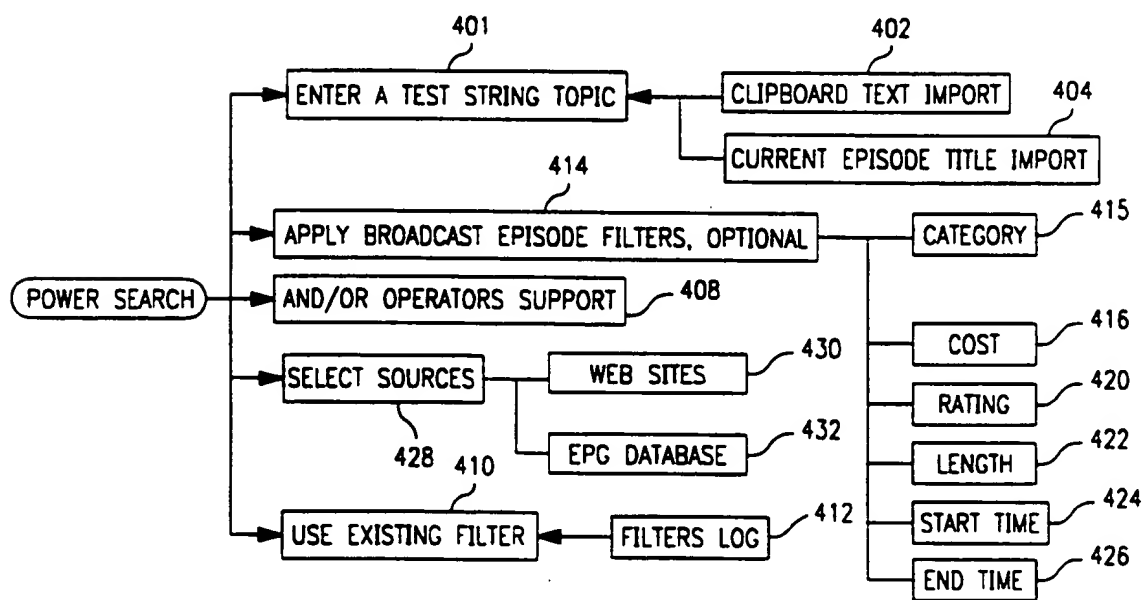 401
402
ENTER A TEST STRING TOPIC
CLIPBOARD TEXT IMPORT
404
CURRENT EPISODE TITLE IMPORT
414
415
APPLY BROADCAST EPISODE FILTERS, OPTIONAL
CATEGORY
POWER SEARCH
AND/OR OPERATORS SUPPORT
408
416
COST
SELECT SOURCES
WEB SITES
430
420
RATING
428
432
EPG DATABASE
422
LENGTH
410
424
USE EXISTING FILTER
FILTERS LOG
412
START TIME
426
END TIME